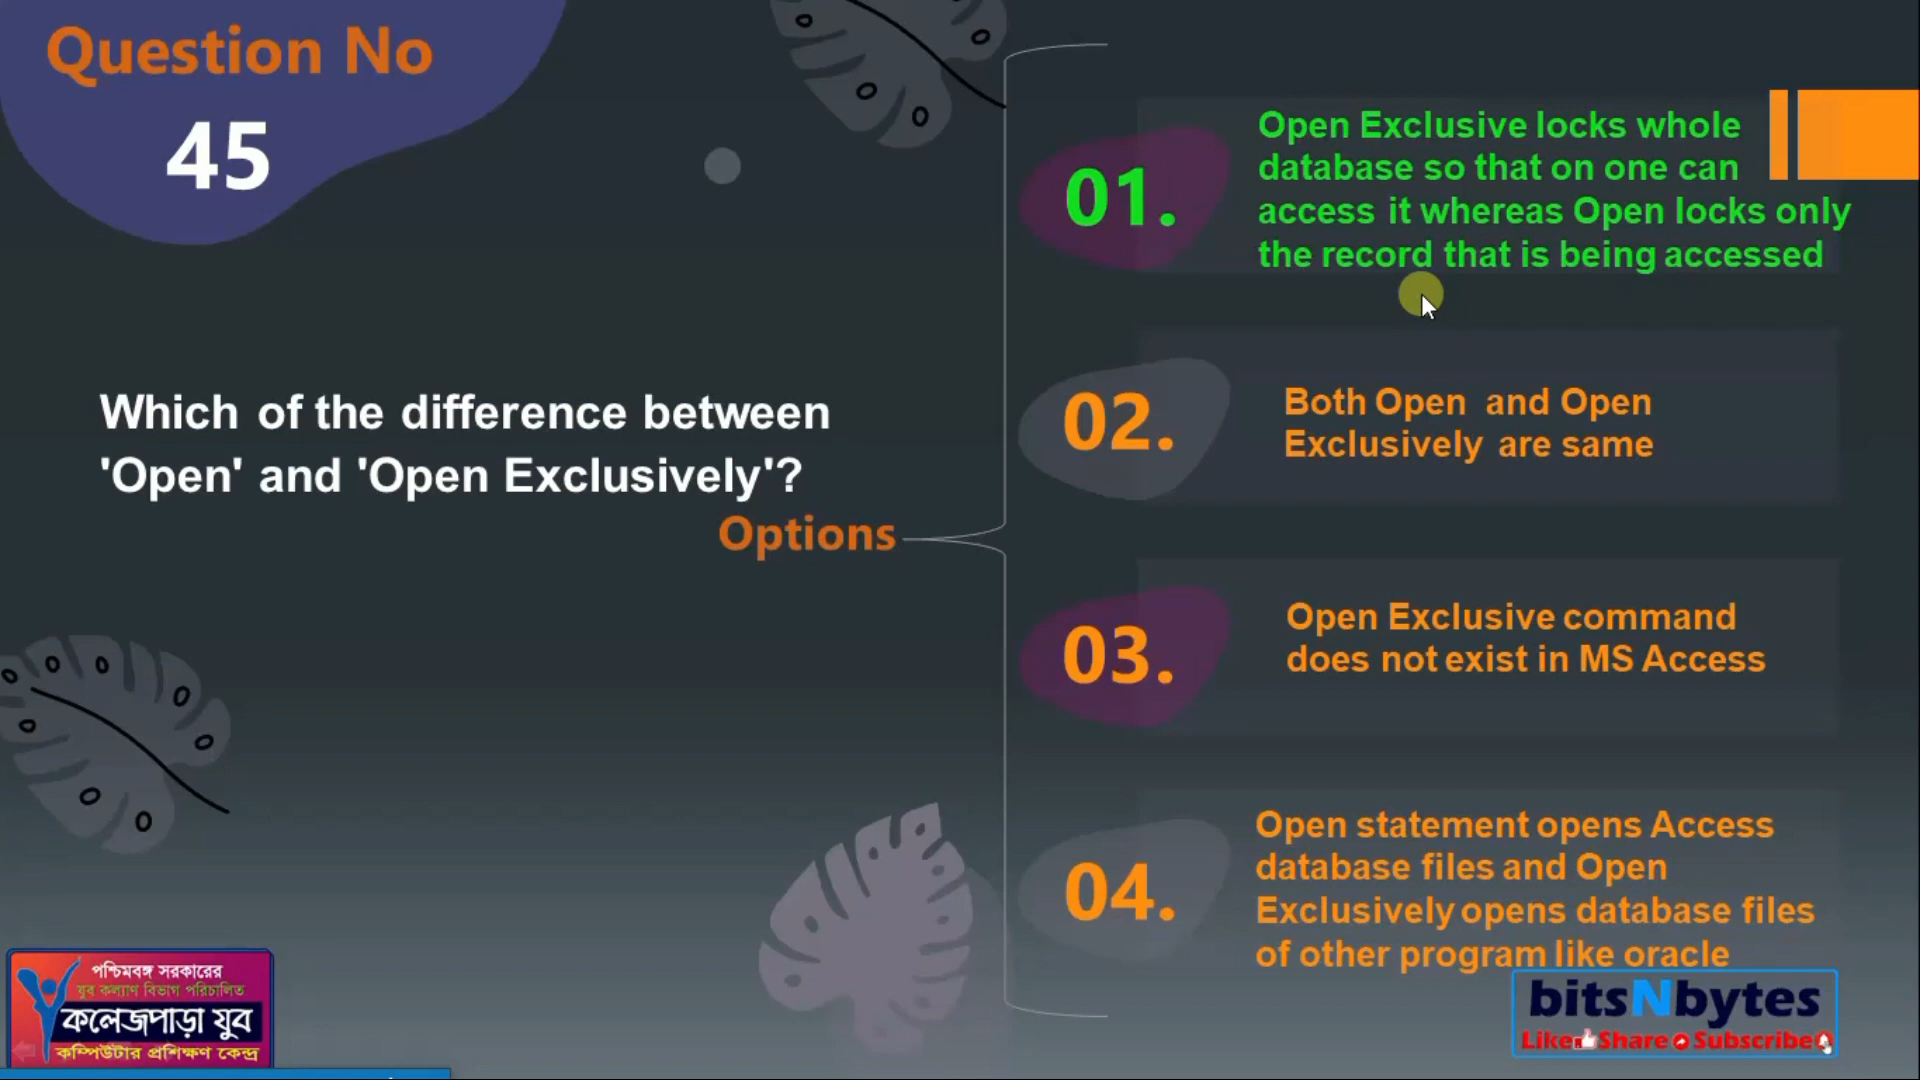 Question No
45
Which of the difference between
'Open' and 'Open Exclusively'?
Options
01.
Open Exclusive locks whole
database so that on one can
access it whereas Open locks only
the record that is being accessed
02.
Both Open and Open
Exclusively are same
03.
Open Exclusive command
does not exist in MS Access
04.
Open statement opens Access
database files and Open
Exclusively opens database files
of other program like oracle
পশ্চিমবঙ্গ সরকারের
যুব কল্যাণ বিভাগ পরিচালিত
কলেজপাড়া যুব
কম্পিউটার প্রশিক্ষণ কেন্দ্র
bitsNbytes
Like Share Subscribe